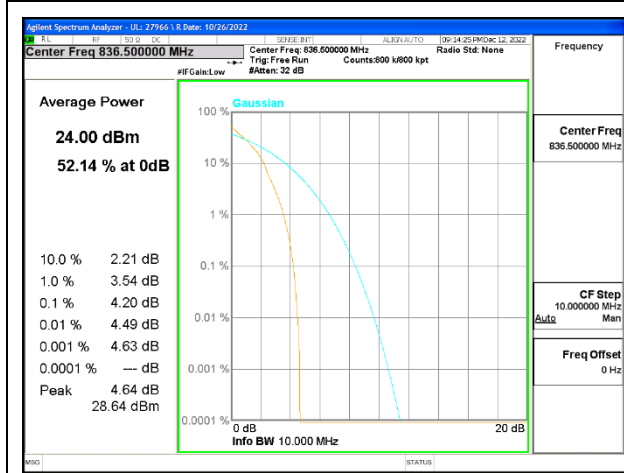 Agilent Spectrum Analyzer - UL: 27966 \ R Date: 10/26/2022
RL RF 50 Ω DC SENSE:INT ALIGN AUTO 09:14:25 PM Dec 12, 2022
Center Freq 836.500000 MHz
Center Freq: 836.500000 MHz Radio Std: None
Trig: Free Run Counts:800 k/800 kpt
#IFGain:Low #Atten: 32 dB
Frequency
Center Freq
836.500000 MHz
CF Step
10.000000 MHz
Auto Man
Freq Offset
0 Hz
Average Power
24.00 dBm
52.14 % at 0dB
10.0 % 2.21 dB
1.0 % 3.54 dB
0.1 % 4.20 dB
0.01 % 4.49 dB
0.001 % 4.63 dB
0.0001 % --- dB
Peak 4.64 dB
28.64 dBm
Gaussian
100 %
10 %
1 %
0.1 %
0.01 %
0.001 %
0.0001 %
0 dB 20 dB
Info BW 10.000 MHz
MSG STATUS